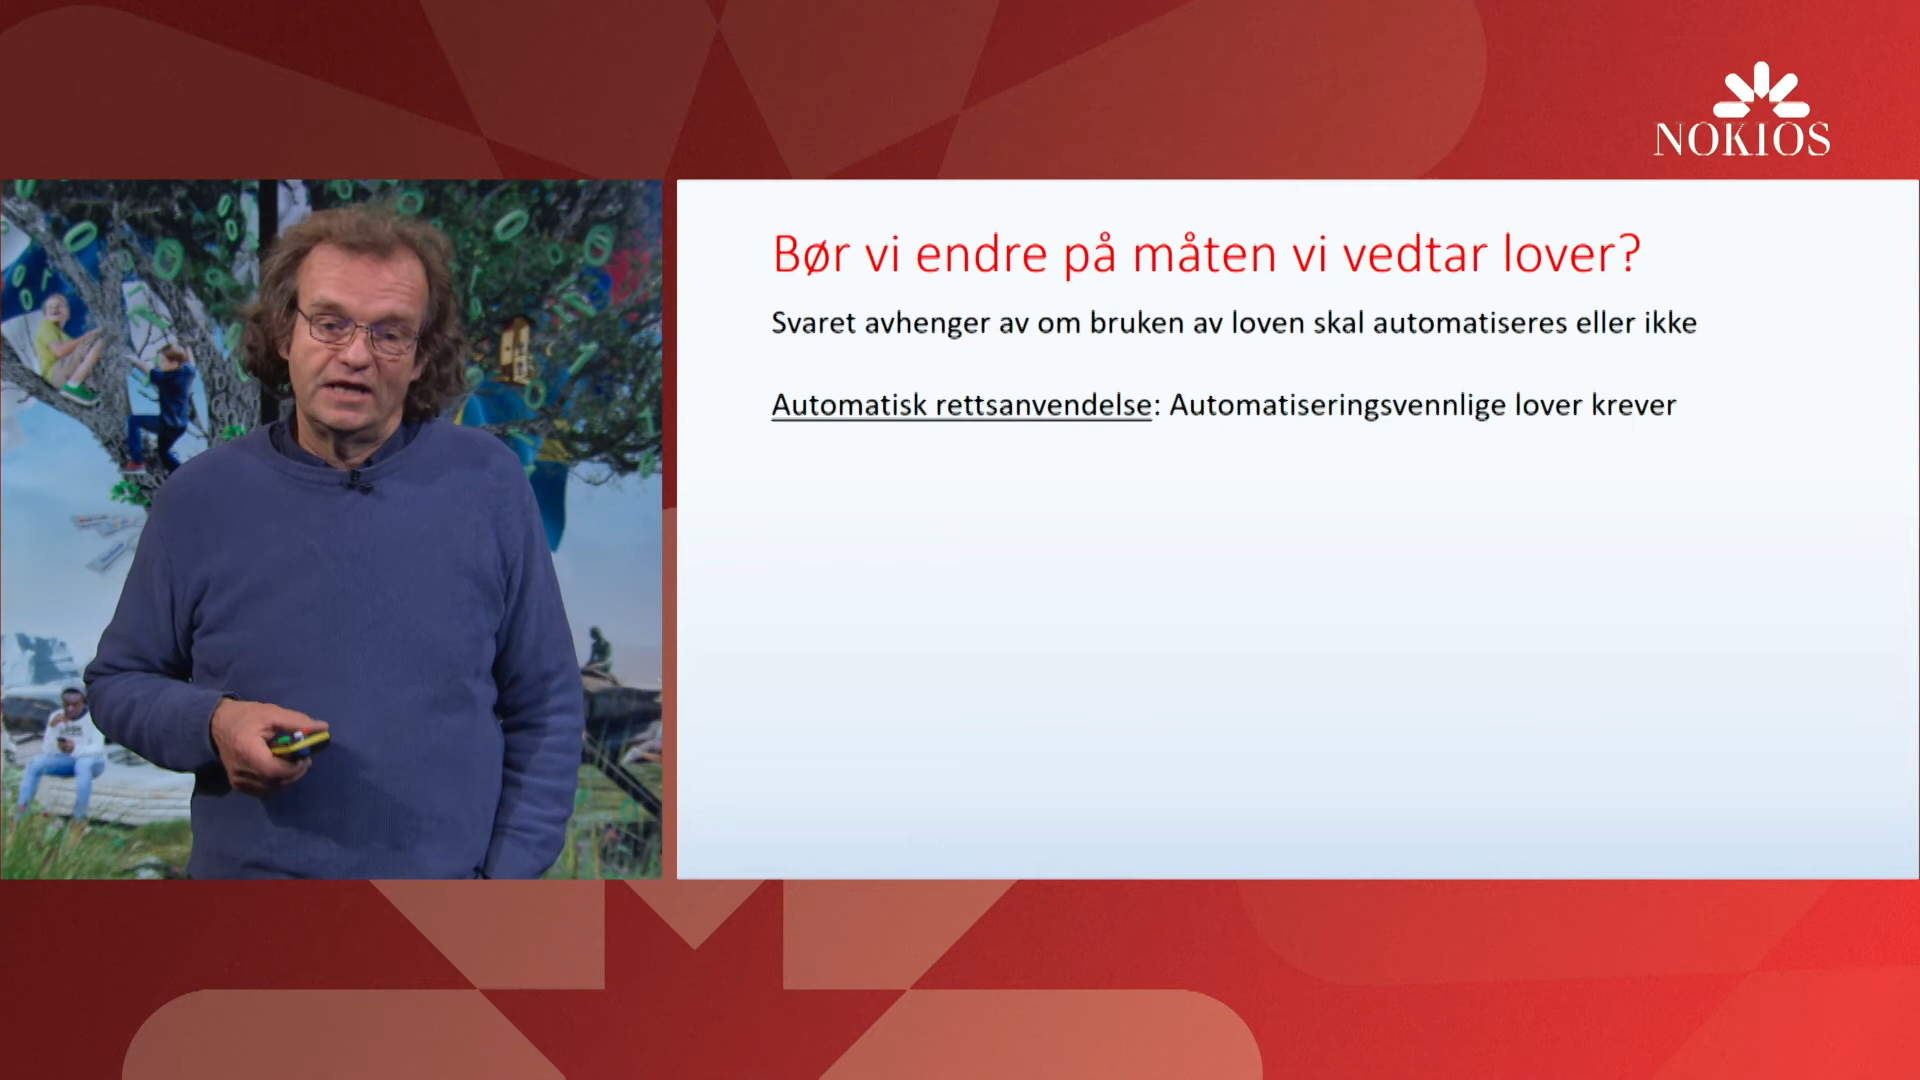 NOKIOS
Bør vi endre på måten vi vedtar lover?
Svaret avhenger av om bruken av loven skal automatiseres eller ikke
Automatisk rettsanvendelse: Automatiseringsvennlige lover krever